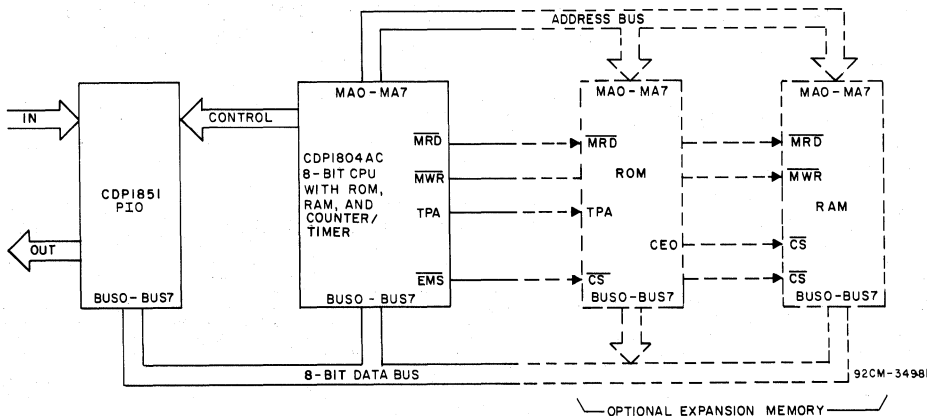 ADDRESS BUS
IN
CDP1851
PIO
OUT
BUS0-BUS7
CONTROL
MA0-MA7
CDP1804AC
8-BIT CPU
WITH ROM,
RAM, AND
COUNTER/
TIMER
MRD
MWR
TPA
EMS
BUS0-BUS7
MA0-MA7
MRD
ROM
TPA
CEO
CS
BUS0-BUS7
MA0-MA7
MRD
MWR
RAM
CS
CS
BUS0-BUS7
8-BIT DATA BUS
OPTIONAL EXPANSION MEMORY